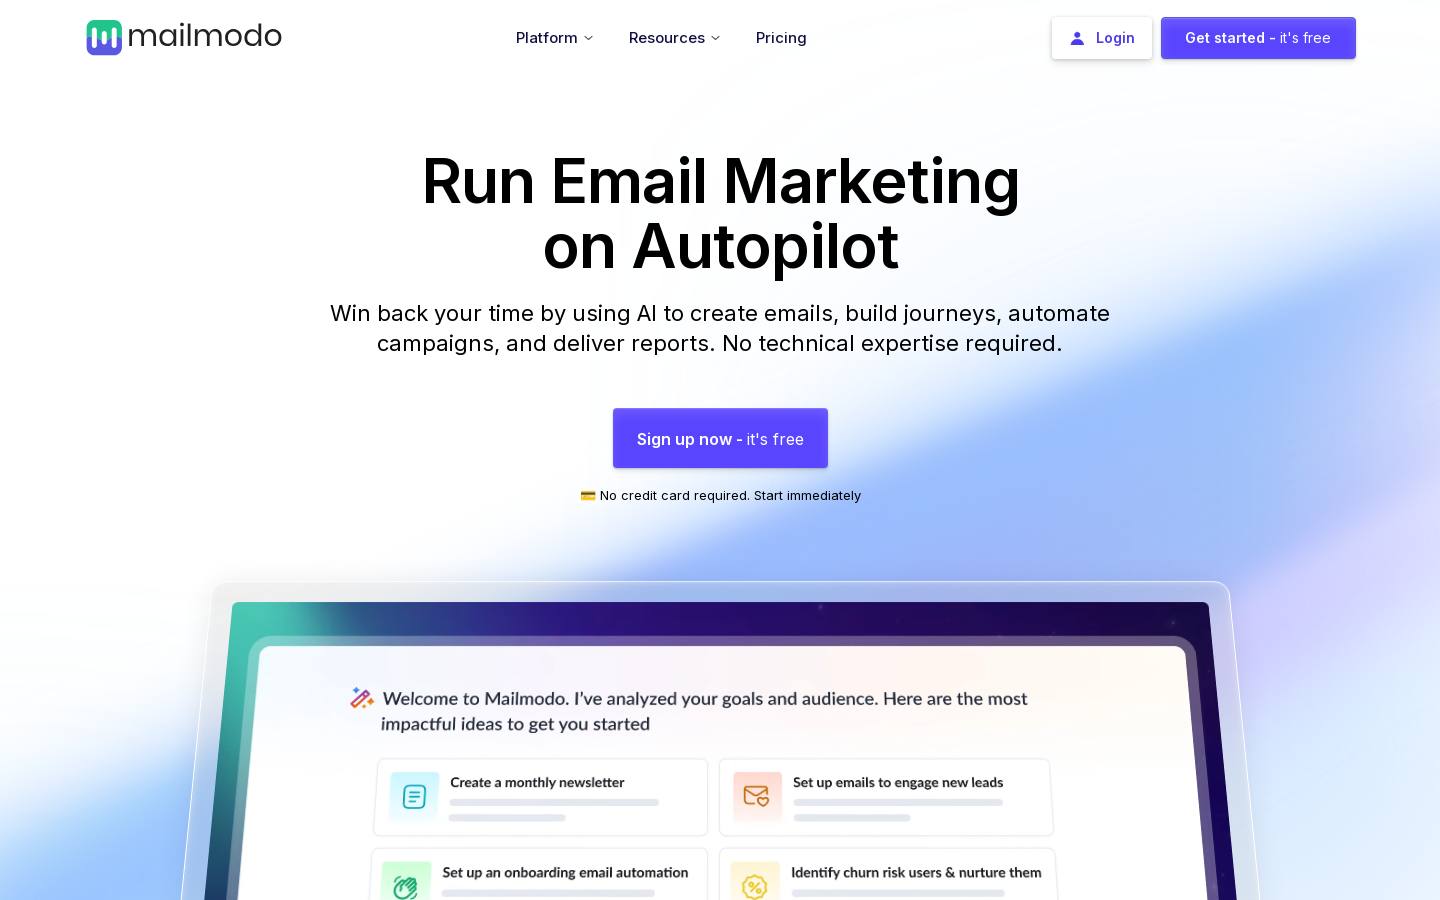 mailmodo
Platform
Resources
Pricing
Login
Get started - it's free
Run Email Marketing
on Autopilot
Win back your time by using AI to create emails, build journeys, automate
campaigns, and deliver reports. No technical expertise required.
Sign up now - it's free
💳 No credit card required. Start immediately
Welcome to Mailmodo. I've analyzed your goals and audience. Here are the most
impactful ideas to get you started
Create a monthly newsletter
Set up emails to engage new leads
Set up an onboarding email automation
Identify churn risk users & nurture them